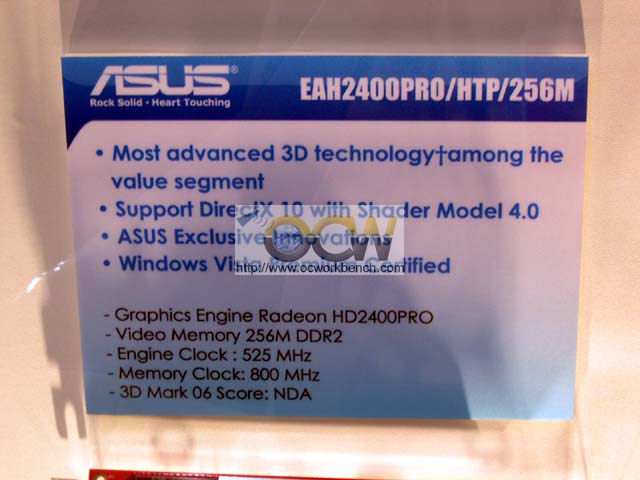 ASUS®
Rock Solid · Heart Touching
EAH2400PRO/HTP/256M
• Most advanced 3D technology†among the
value segment
• Support DirectX 10 with Shader Model 4.0
• ASUS Exclusive Innovations
• Windows Vista Premium Certified
OCW
http://www.ocworkbench.com
- Graphics Engine Radeon HD2400PRO
- Video Memory 256M DDR2
- Engine Clock : 525 MHz
- Memory Clock: 800 MHz
- 3D Mark 06 Score: NDA